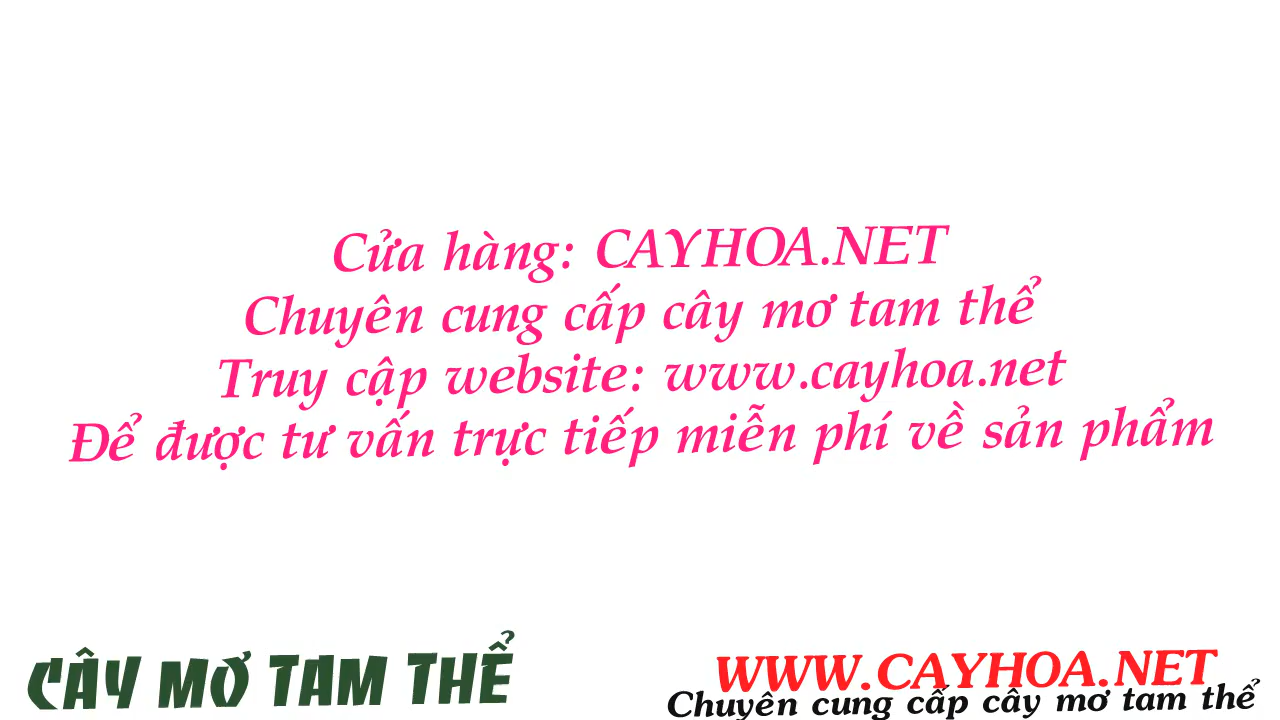 Cửa hàng: CAYHOA.NET
Chuyên cung cấp cây mơ tam thể
Truy cập website: www.cayhoa.net
Để được tư vấn trực tiếp miễn phí về sản phẩm
CÂY MƠ TAM THỂ
WWW.CAYHOA.NET
Chuyên cung cấp cây mơ tam thể